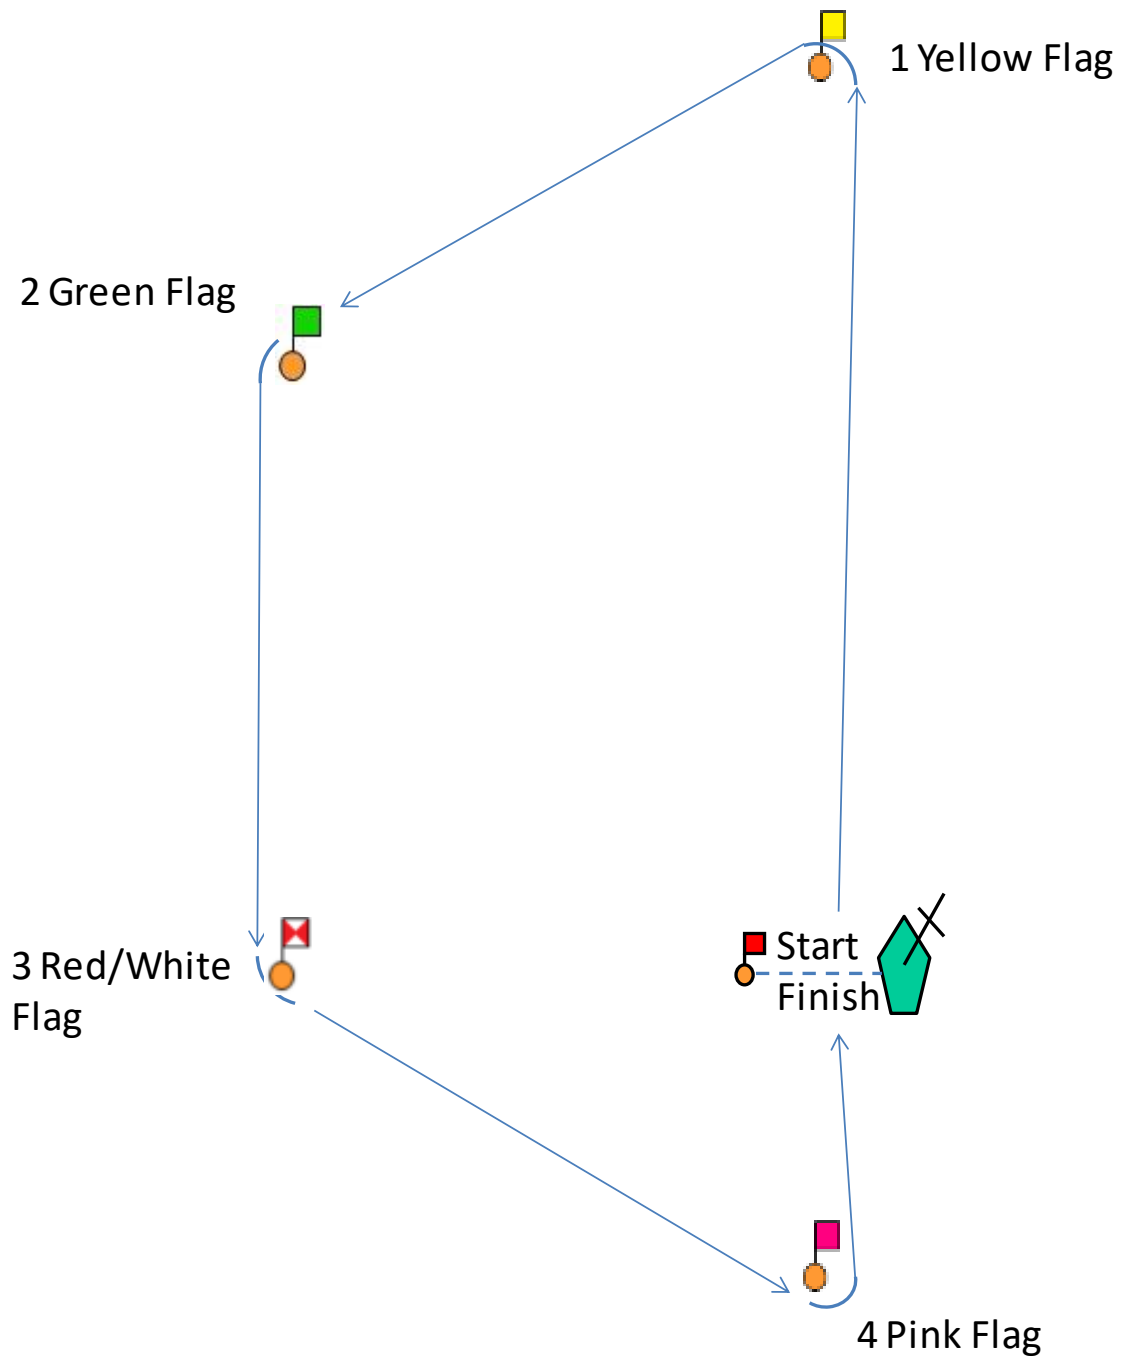 1 Yellow Flag
2 Green Flag
Start
3 Red/White
Flag
Finish
4 Pink Flag